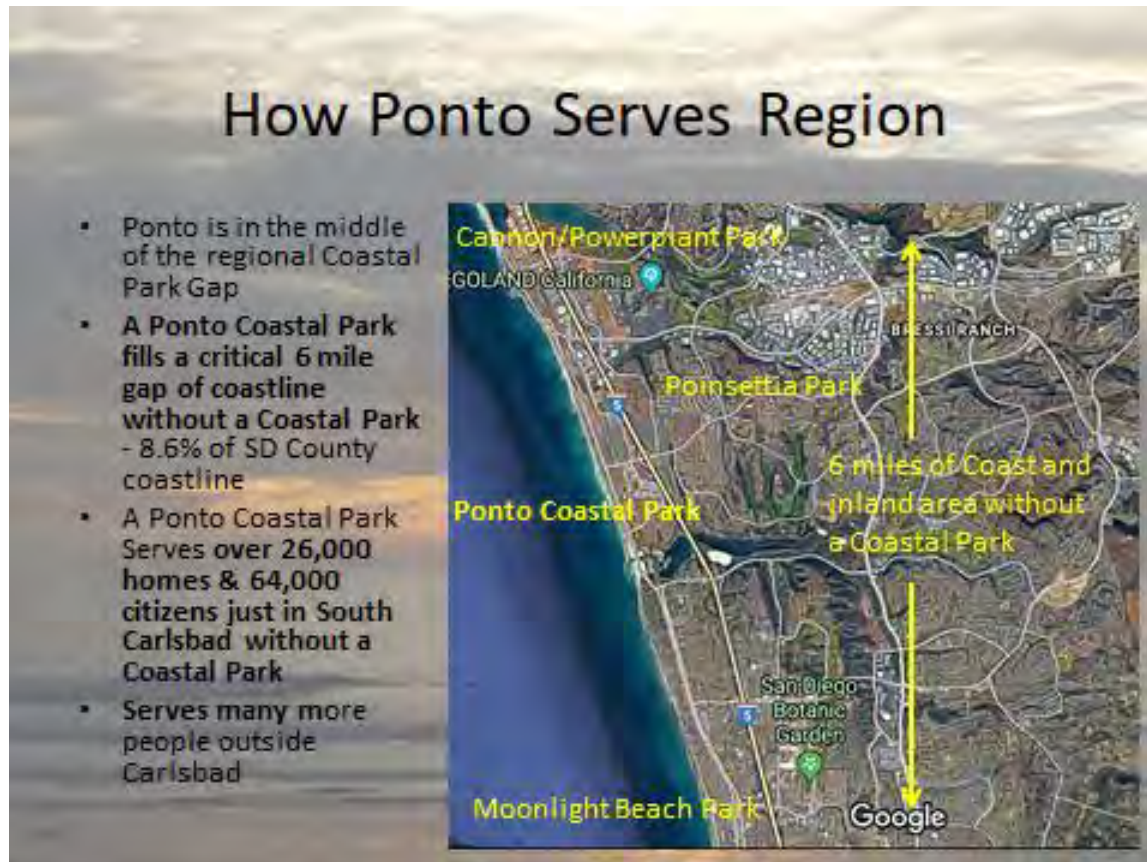 How Ponto Serves Region
• Ponto is in the middle
of the regional Coastal
Park Gap
• A Ponto Coastal Park
fills a critical 6 mile
gap of coastline
without a Coastal Park
- 8.6% of SD County
coastline
• A Ponto Coastal Park
Serves over 26,000
homes & 64,000
citizens just in South
Carlsbad without a
Coastal Park
• Serves many more
people outside
Carlsbad
Cannon/Powerplant Park
EGOLAND California
BRESSI RANCH
Poinsettia Park
5
6 miles of Coast and
inland area without
a Coastal Park
Ponto Coastal Park
San Diego
Botanic
Garden
5
Moonlight Beach Park
Google